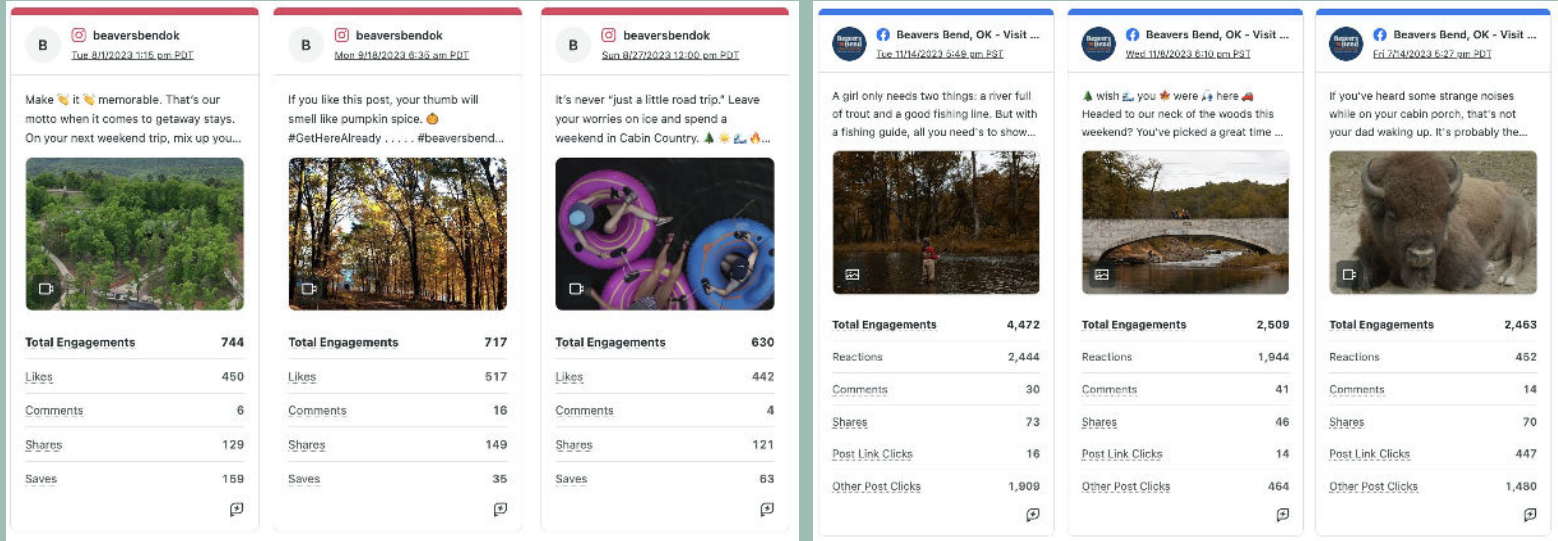 B
beaversbendok
Tue 8/1/2023 1:15 pm PDT
Make 👏 it 👏 memorable. That's our
motto when it comes to getaway stays.
On your next weekend trip, mix up you...
Total Engagements 744
Likes 450
Comments 6
Shares 129
Saves 159
B
beaversbendok
Mon 9/18/2023 6:35 am PDT
If you like this post, your thumb will
smell like pumpkin spice. 🎃
#GetHereAlready . . . . . #beaversbend...
Total Engagements 717
Likes 517
Comments 16
Shares 149
Saves 35
B
beaversbendok
Sun 8/27/2023 12:00 pm PDT
It's never "just a little road trip." Leave
your worries on ice and spend a
weekend in Cabin Country. 🌲☀️🌊🔥...
Total Engagements 630
Likes 442
Comments 4
Shares 121
Saves 63
Beavers Bend
Beavers Bend, OK - Visit ...
Tue 11/14/2023 5:49 pm PST
A girl only needs two things: a river full
of trout and a good fishing line. But with
a fishing guide, all you need's to show...
Total Engagements 4,472
Reactions 2,444
Comments 30
Shares 73
Post Link Clicks 16
Other Post Clicks 1,909
Beavers Bend
Beavers Bend, OK - Visit ...
Wed 11/8/2023 6:10 pm PST
🌲 wish 🌊 you 🍁 were 🎣 here 🚗
Headed to our neck of the woods this
weekend? You've picked a great time ...
Total Engagements 2,509
Reactions 1,944
Comments 41
Shares 46
Post Link Clicks 14
Other Post Clicks 464
Beavers Bend
Beavers Bend, OK - Visit ...
Fri 7/14/2023 5:27 pm PDT
If you've heard some strange noises
while on your cabin porch, that's not
your dad waking up. It's probably the...
Total Engagements 2,463
Reactions 452
Comments 14
Shares 70
Post Link Clicks 447
Other Post Clicks 1,480